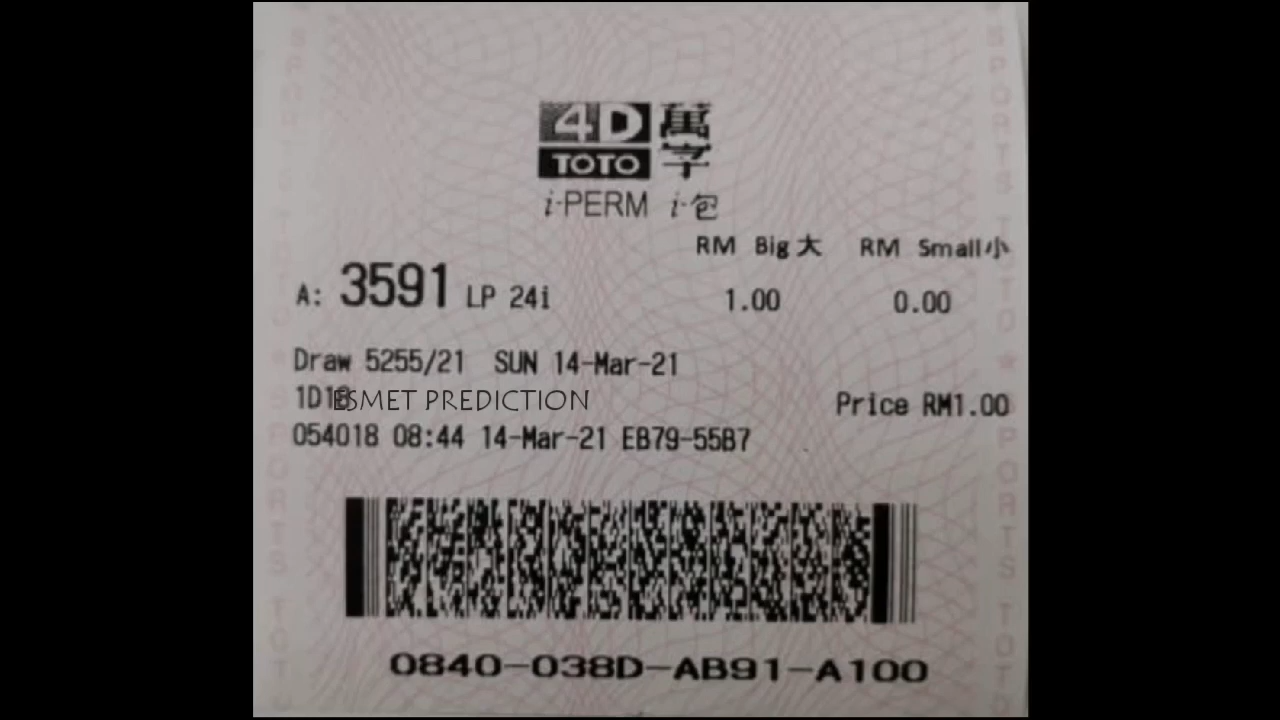 4D 萬字
TOTO
i-PERM i-包
RM Big 大 RM Small 小
A: 3591 LP 24i 1.00 0.00
Draw 5255/21 SUN 14-Mar-21
ESMET PREDICTION Price RM1.00
054018 08:44 14-Mar-21 EB79-55B7
0840-038D-AB91-A100